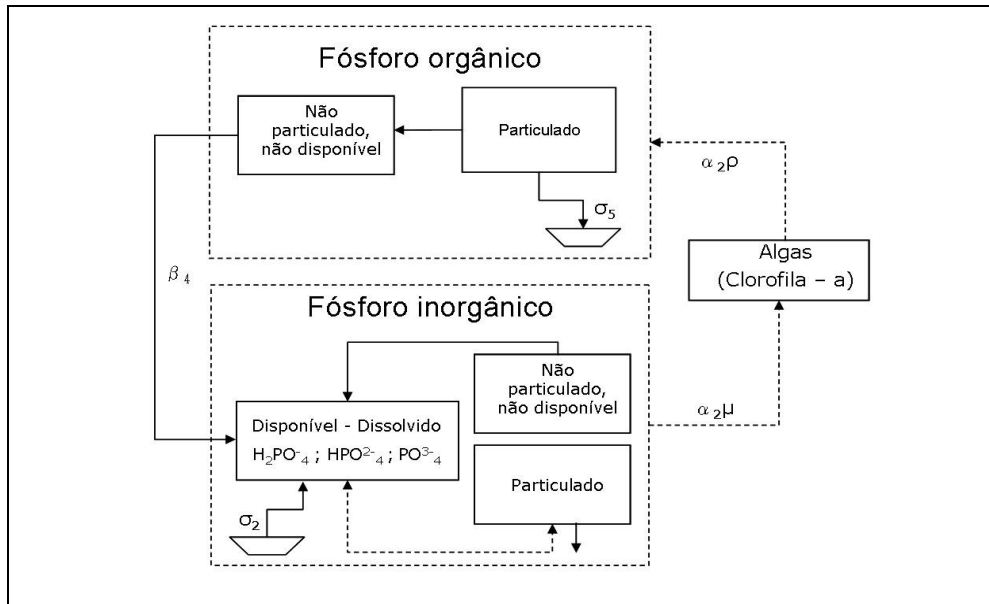 Fósforo orgânico
Não
particulado,
não disponível
Particulado
σ₅
α₂ρ
Algas
(Clorofila – a)
β₄
Fósforo inorgânico
Não
particulado,
não disponível
α₂μ
Disponível - Dissolvido
H₂PO⁻₄ ; HPO²⁻₄ ; PO³⁻₄
Particulado
σ₂